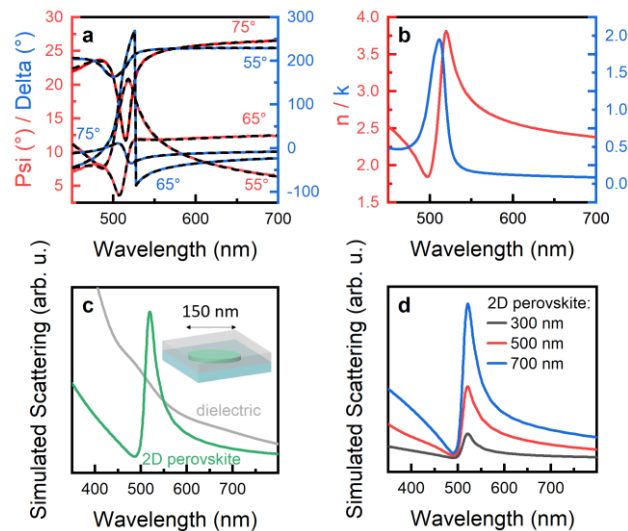 a
Psi (°) / Delta (°)
30
25
20
15
10
5
300
200
100
0
-100
75°
55°
65°
75°
65°
55°
500
600
700
Wavelength (nm)
b
n / k
4.0
3.5
3.0
2.5
2.0
1.5
2.0
1.5
1.0
0.5
0.0
500
600
700
Wavelength (nm)
c
Simulated Scattering (arb. u.)
150 nm
dielectric
2D perovskite
400
500
600
700
Wavelength (nm)
d
Simulated Scattering (arb. u.)
2D perovskite:
300 nm
500 nm
700 nm
400
500
600
700
Wavelength (nm)